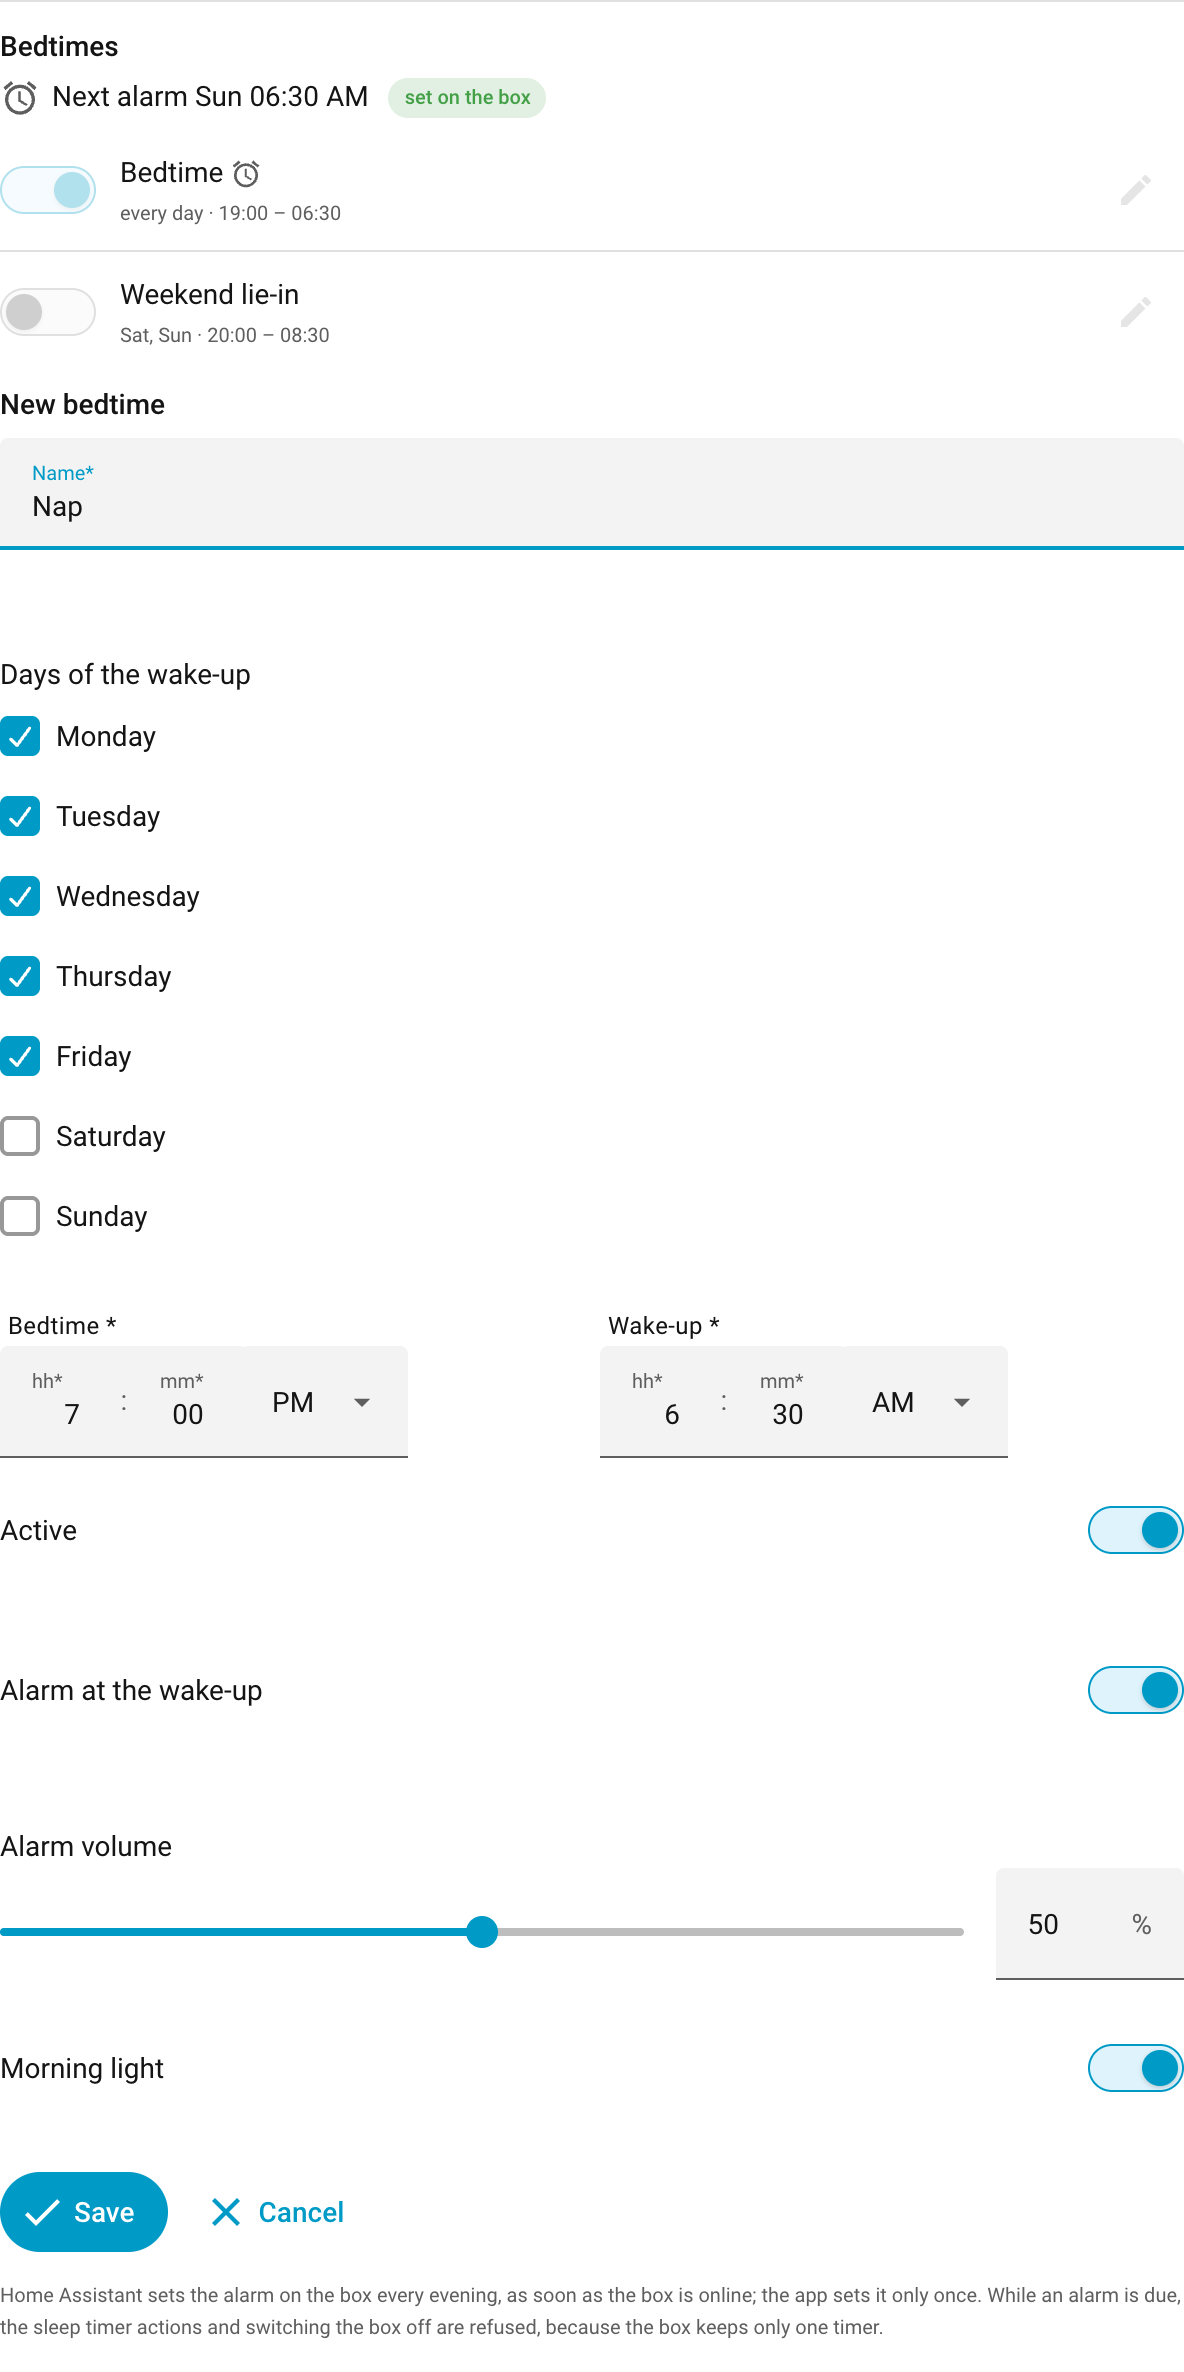 Bedtimes
Next alarm Sun 06:30 AM set on the box
Bedtime
every day · 19:00 – 06:30
Weekend lie-in
Sat, Sun · 20:00 – 08:30
New bedtime
Name*
Nap
Days of the wake-up
Monday
Tuesday
Wednesday
Thursday
Friday
Saturday
Sunday
Bedtime * Wake-up *
hh* mm* hh* mm*
7 : 00 PM 6 : 30 AM
Active
Alarm at the wake-up
Alarm volume
50 %
Morning light
Save Cancel
Home Assistant sets the alarm on the box every evening, as soon as the box is online; the app sets it only once. While an alarm is due,
the sleep timer actions and switching the box off are refused, because the box keeps only one timer.